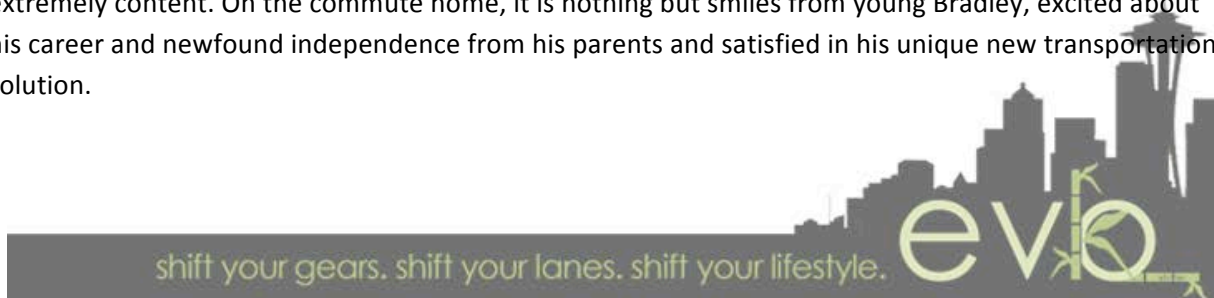 extremely content. On the commute home, it is nothing but smiles from young Bradley, excited about
his career and newfound independence from his parents and satisfied in his unique new transportation
solution.
shift your gears. shift your lanes. shift your lifestyle.